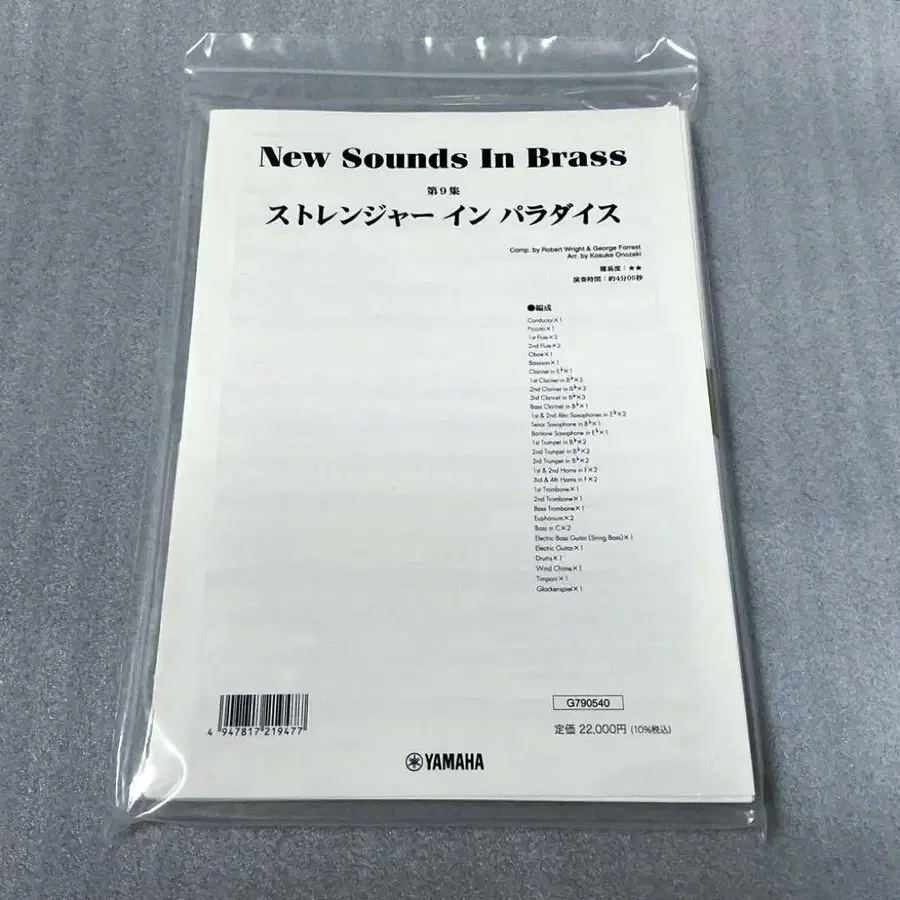 New Sounds In Brass
第9集
ストレンジャー イン パラダイス
Comp. by Robert Wright & George Forrest
Arr. by Kosuke Onozaki
難易度：★★
演奏時間：約4分05秒
●編成
Conductor×1
Piccolo×1
1st Flute×2
2nd Flute×2
Oboe×1
Bassoon×1
Clarinet in E♭×1
1st Clarinet in B♭×3
2nd Clarinet in B♭×3
3rd Clarinet in B♭×3
Bass Clarinet in B♭×1
1st & 2nd Alto Saxophones in E♭×2
Tenor Saxophone in B♭×1
Baritone Saxophone in E♭×1
1st Trumpet in B♭×2
2nd Trumpet in B♭×2
3rd Trumpet in B♭×2
1st & 2nd Horns in F×2
3rd & 4th Horns in F×2
1st Trombone×1
2nd Trombone×1
Bass Trombone×1
Euphonium×2
Bass in C×2
Electric Bass Guitar (String Bass)×1
Electric Guitar×1
Drums×1
Wind Chime×1
Timpani×1
Glockenspiel×1
4 947817 219477
G790540
定価 22,000円 (10%税込)
YAMAHA